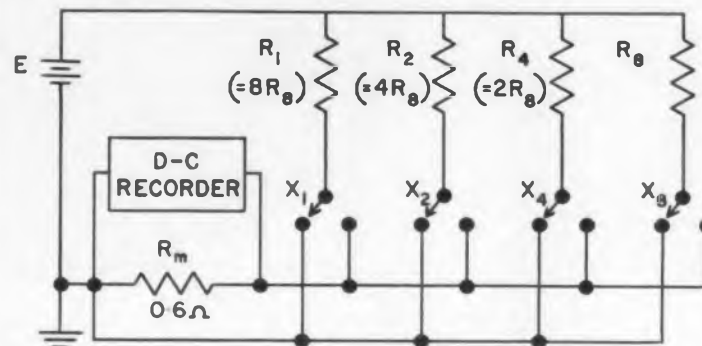 R1 R2 R4 R8
E (=8R8) (=4R8) (=2R8)
D-C
RECORDER
X1 X2 X4 X8
Rm
0·6Ω